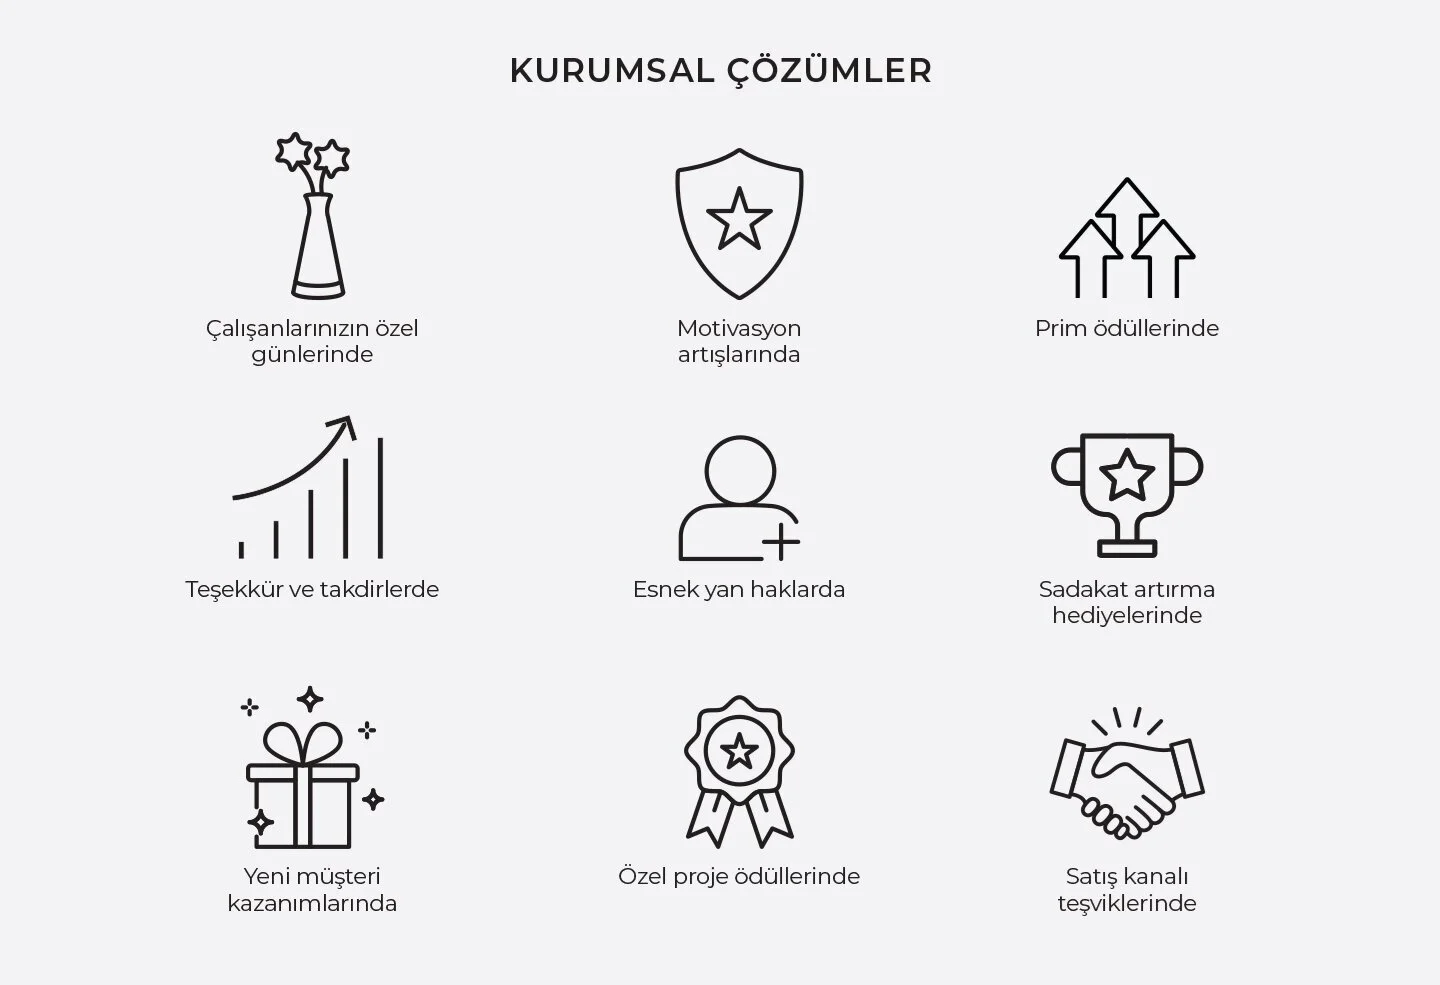 KURUMSAL ÇÖZÜMLER
Çalışanlarınızın özel
günlerinde
Motivasyon
artışlarında
Prim ödüllerinde
Teşekkür ve takdirlerde
Esnek yan haklarda
Sadakat artırma
hediyelerinde
Yeni müşteri
kazanımlarında
Özel proje ödüllerinde
Satış kanalı
teşviklerinde